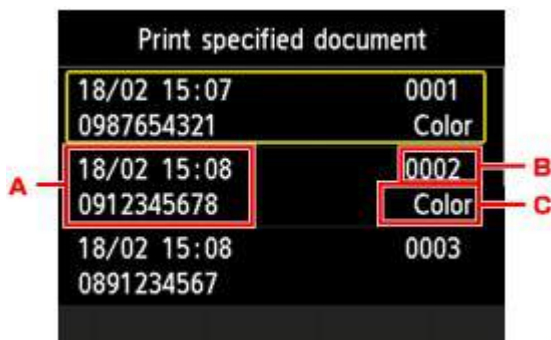 Print specified document
18/02 15:07 0001
0987654321 Color
A 18/02 15:08 0002 B
0912345678 Color C
18/02 15:08 0003
0891234567